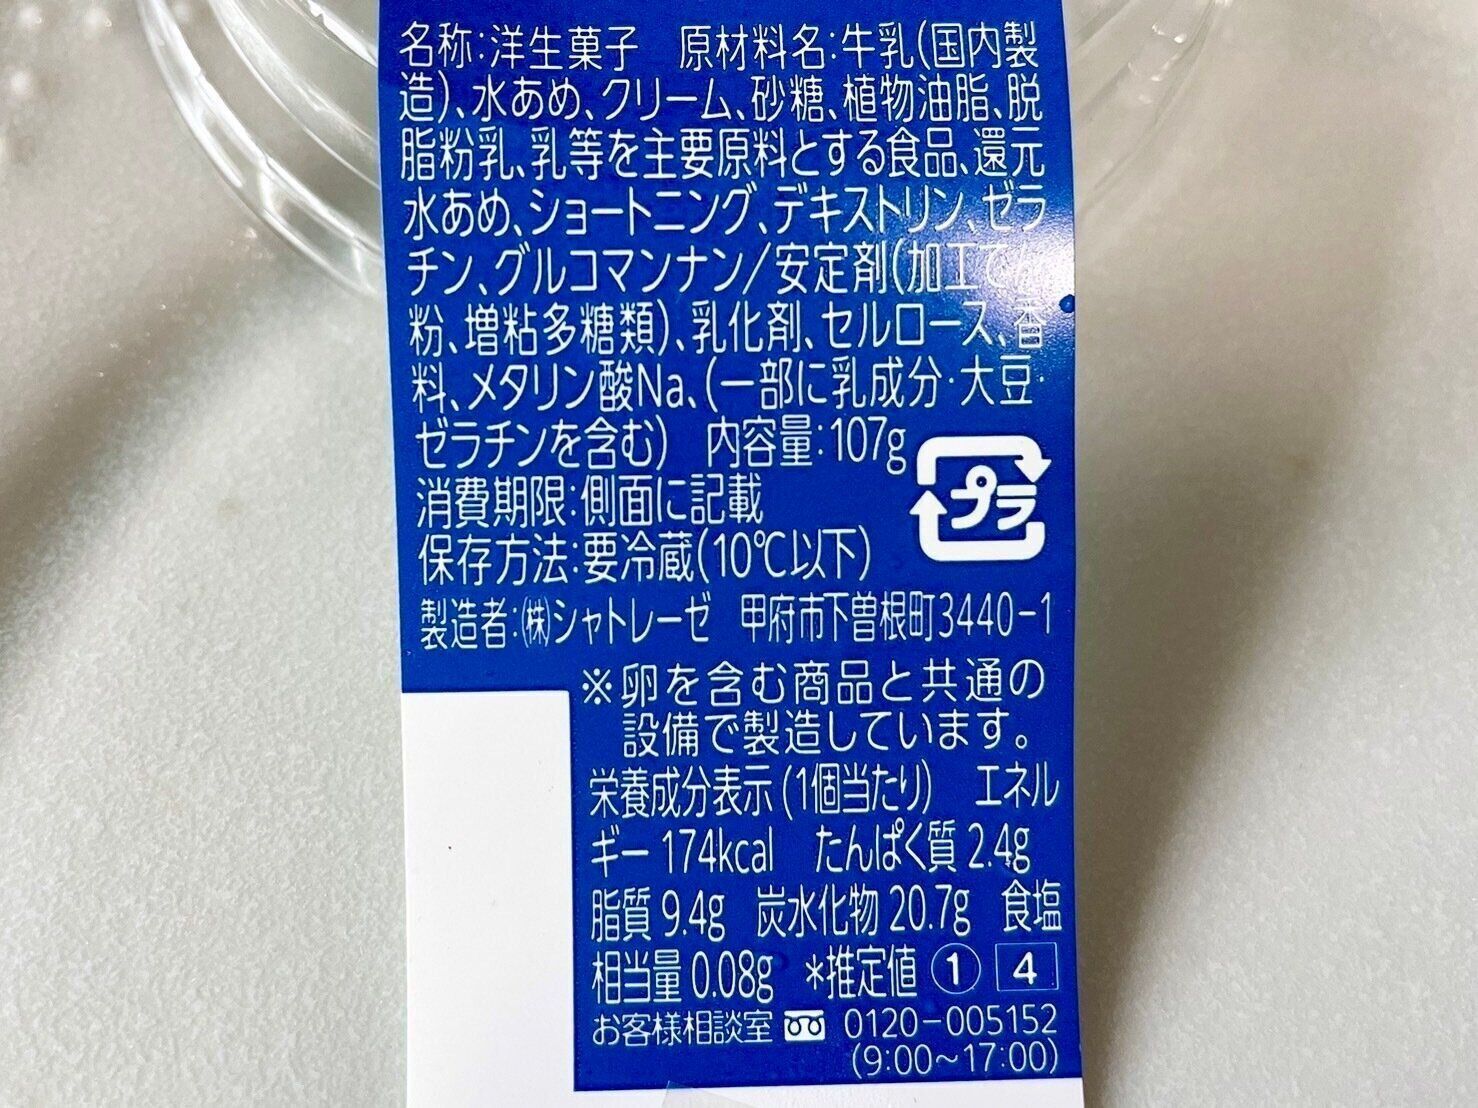 名称:洋生菓子　原材料名:牛乳(国内製
造)、水あめ、クリーム、砂糖、植物油脂、脱
脂粉乳、乳等を主要原料とする食品、還元
水あめ、ショートニング、デキストリン、ゼラ
チン、グルコマンナン/安定剤(加工でん
粉、増粘多糖類)、乳化剤、セルロース、香
料、メタリン酸Na、(一部に乳成分・大豆・
ゼラチンを含む)　内容量:107g
プラ
消費期限:側面に記載
保存方法:要冷蔵(10℃以下)
製造者:㈱シャトレーゼ　甲府市下曽根町3440-1
※卵を含む商品と共通の
設備で製造しています。
栄養成分表示(1個当たり)　エネル
ギー 174kcal　たんぱく質 2.4g
脂質 9.4g　炭水化物 20.7g　食塩
相当量 0.08g　*推定値 ① 4
お客様相談室 0120-005152
(9:00~17:00)